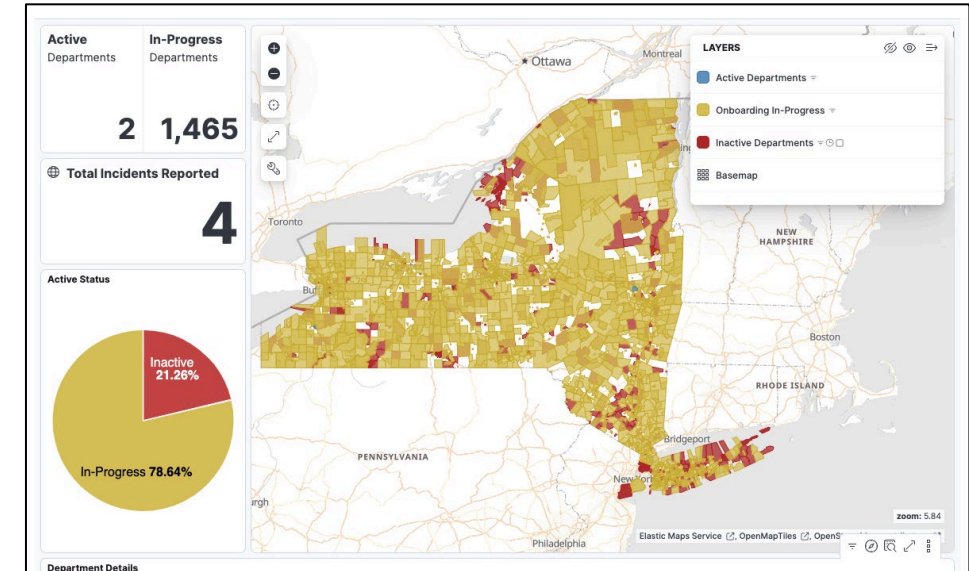 Active
Departments
2
In-Progress
Departments
1,465
Total Incidents Reported
4
Active Status
Inactive
21.26%
In-Progress 78.64%
Ottawa
Montreal
Toronto
NEW
HAMPSHIRE
Boston
RHODE ISLAND
Bridgeport
PENNSYLVANIA
Philadelphia
LAYERS
Active Departments
Onboarding In-Progress
Inactive Departments
Basemap
zoom: 5.84
Elastic Maps Service, OpenMapTiles, OpenS
Department Details